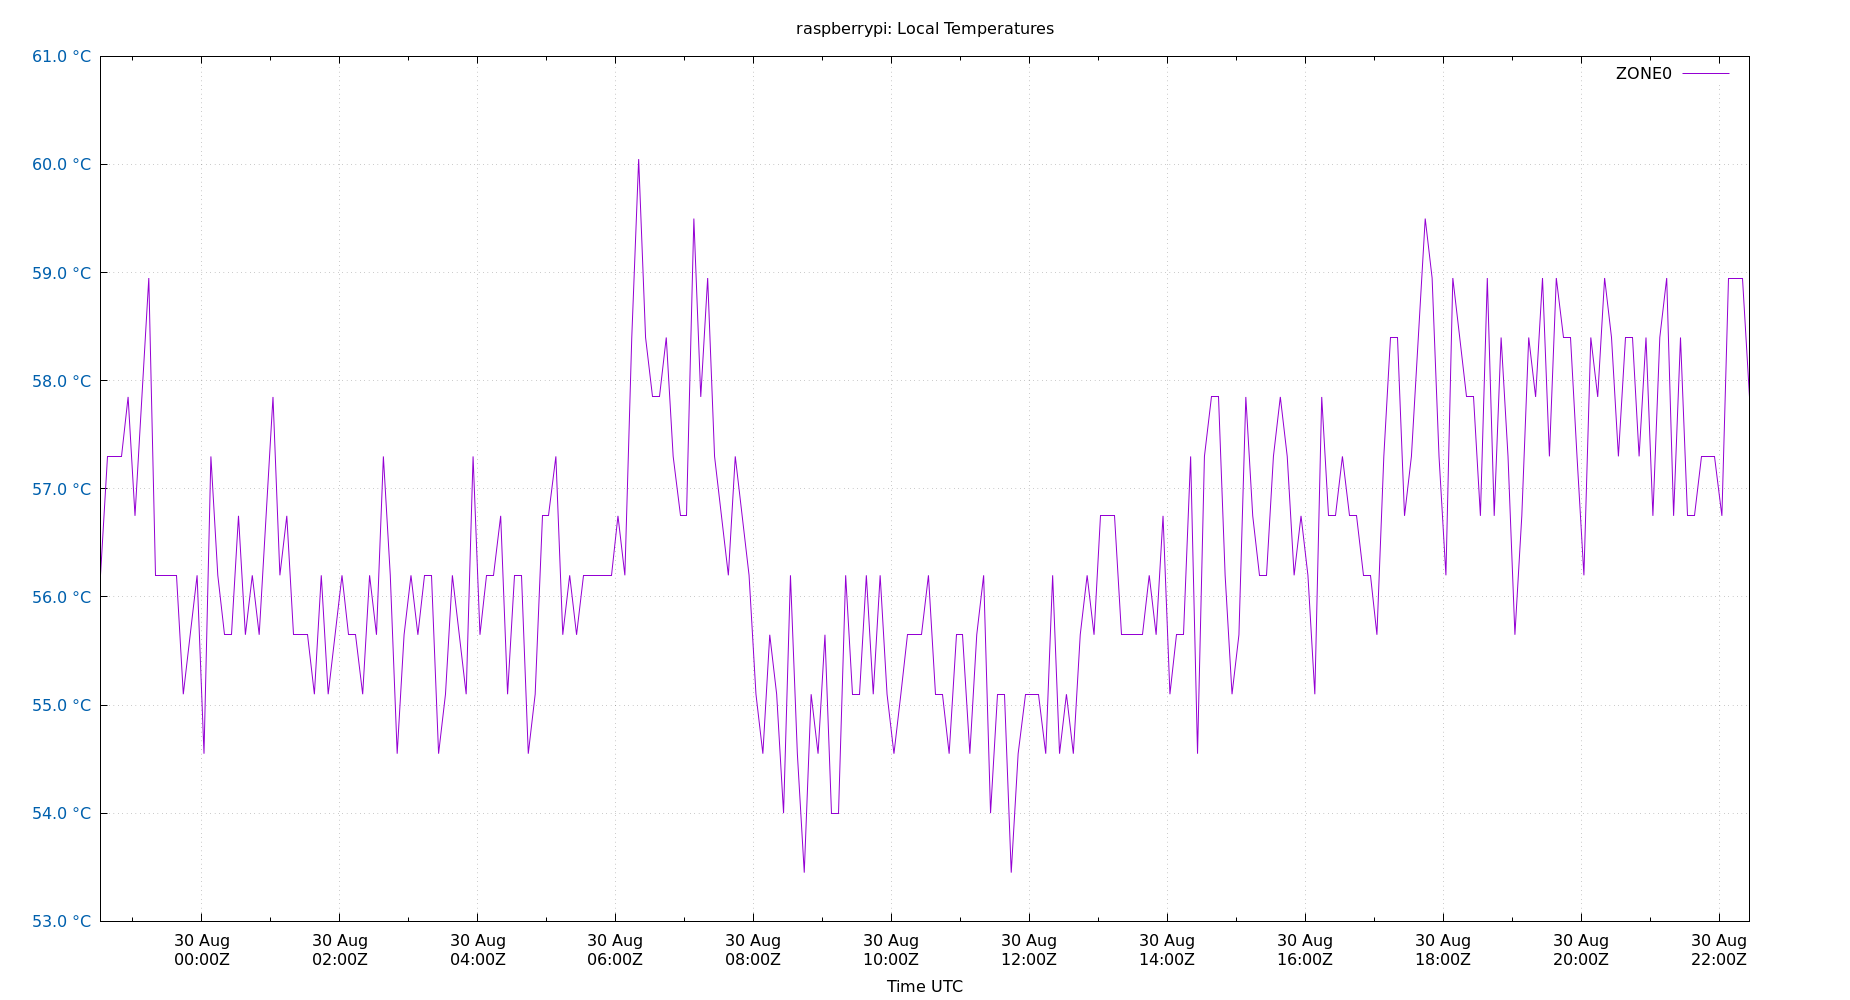 raspberrypi: Local Temperatures
61.0 °C
60.0 °C
59.0 °C
58.0 °C
57.0 °C
56.0 °C
55.0 °C
54.0 °C
53.0 °C
ZONE0
30 Aug 30 Aug 30 Aug 30 Aug 30 Aug 30 Aug 30 Aug 30 Aug 30 Aug 30 Aug 30 Aug 30 Aug
00:00Z 02:00Z 04:00Z 06:00Z 08:00Z 10:00Z 12:00Z 14:00Z 16:00Z 18:00Z 20:00Z 22:00Z
Time UTC